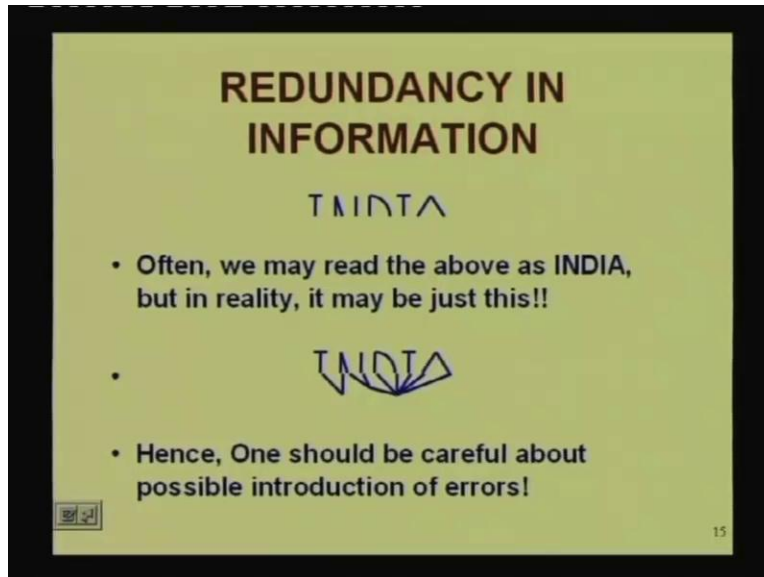 REDUNDANCY IN
INFORMATION
• Often, we may read the above as INDIA,
but in reality, it may be just this!!
•
• Hence, One should be careful about
possible introduction of errors!
15